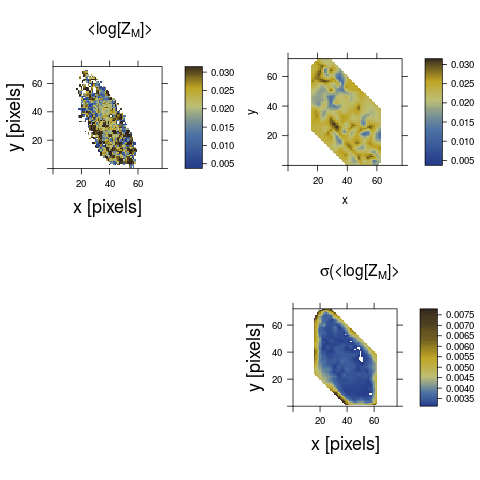 <log[Z_M]>
60
40
20
20 40 60
x [pixels]
y [pixels]
0.030
0.025
0.020
0.015
0.010
0.005
60
40
20
20 40 60
x
y
0.030
0.025
0.020
0.015
0.010
0.005
σ(<log[Z_M]>
60
40
20
20 40 60
x [pixels]
y [pixels]
0.0075
0.0070
0.0065
0.0060
0.0055
0.0050
0.0045
0.0040
0.0035